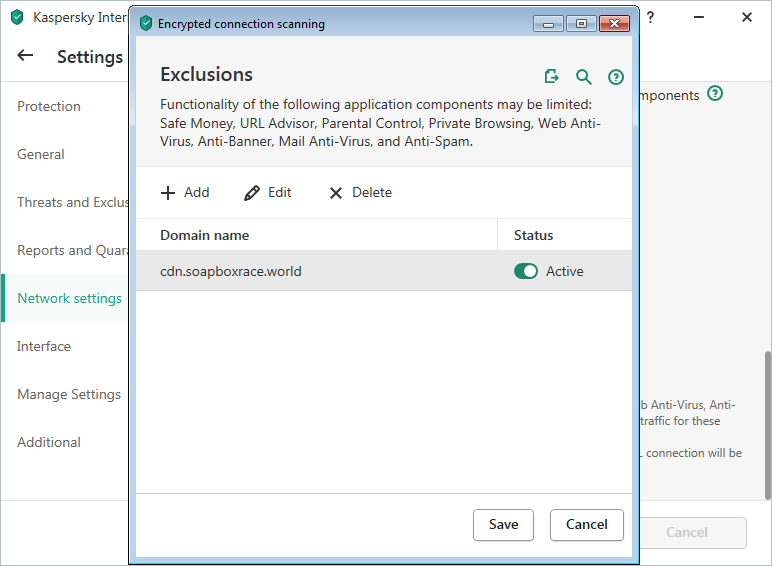 Kaspersky Inter
?
Settings
Protection
General
Threats and Exclus
Reports and Quara
Network settings
Interface
Manage Settings
Additional
Encrypted connection scanning
Exclusions
Functionality of the following application components may be limited:
Safe Money, URL Advisor, Parental Control, Private Browsing, Web Anti-
Virus, Anti-Banner, Mail Anti-Virus, and Anti-Spam.
Add Edit Delete
Domain name Status
cdn.soapboxrace.world Active
Save Cancel
mponents ?
b Anti-Virus, Anti-
traffic for these
L connection will be
Cancel